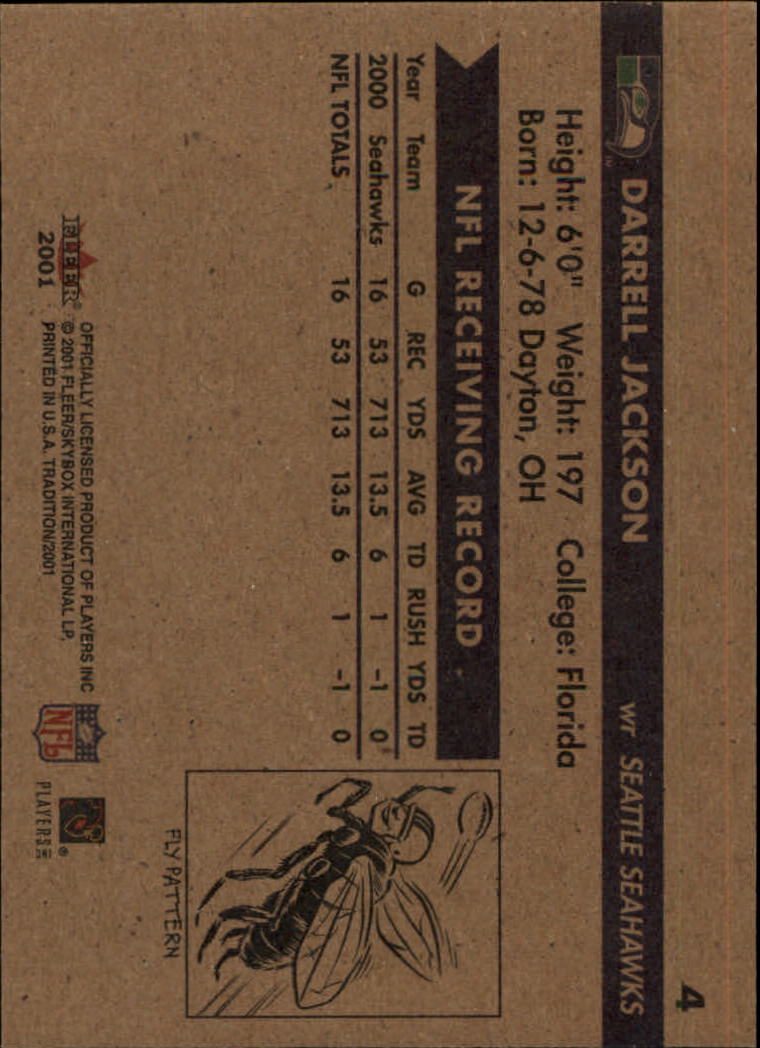 4
DARRELL JACKSON WR SEATTLE SEAHAWKS
Height: 6'0" Weight: 197 College: Florida
Born: 12-6-78 Dayton, OH
NFL RECEIVING RECORD
Year Team G REC YDS AVG TD RUSH YDS TD
2000 Seahawks 16 53 713 13.5 6 1 -1 0
NFL TOTALS 16 53 713 13.5 6 1 -1 0
FLY PATTERN
FLEER®
2001
OFFICIALLY LICENSED PRODUCT OF PLAYERS INC
© 2001 FLEER/SKYBOX INTERNATIONAL LP,
PRINTED IN U.S.A. TRADITION/2001
NFL
PLAYERS INC